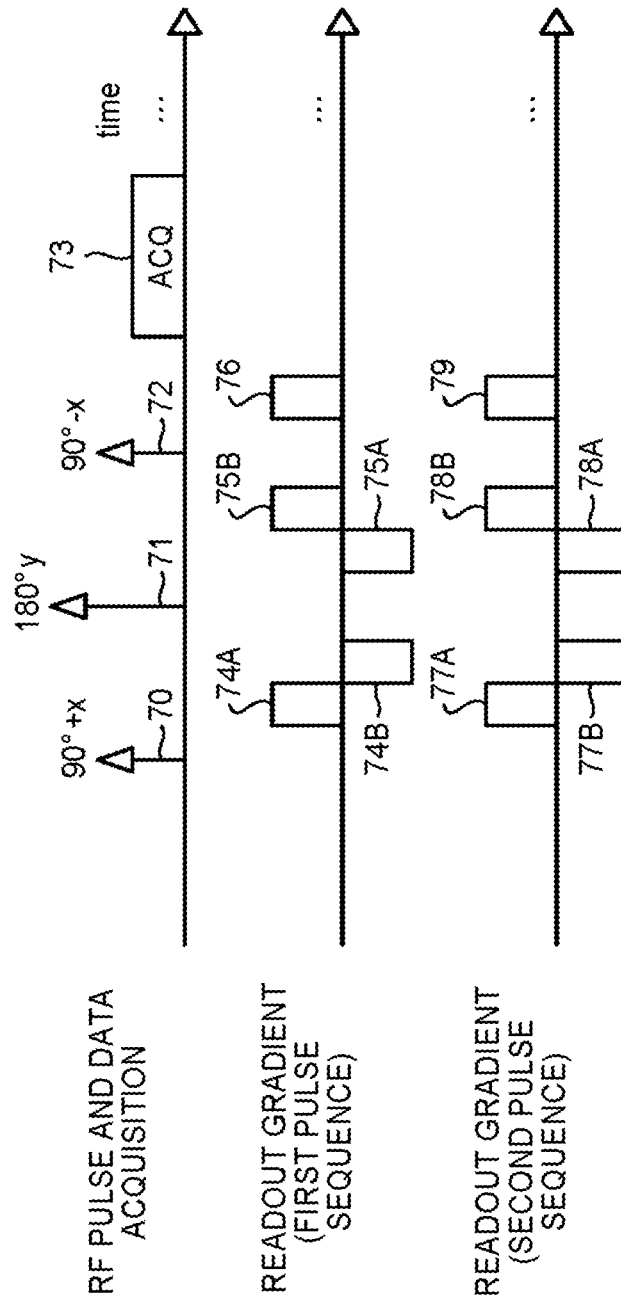 RF PULSE AND DATA
ACQUISITION
90°+x
70
180°y
71
90°-x
72
73
ACQ
time
...
READOUT GRADIENT
(FIRST PULSE
SEQUENCE)
74A
74B
75B
75A
76
...
READOUT GRADIENT
(SECOND PULSE
SEQUENCE)
77A
77B
78B
78A
79
...